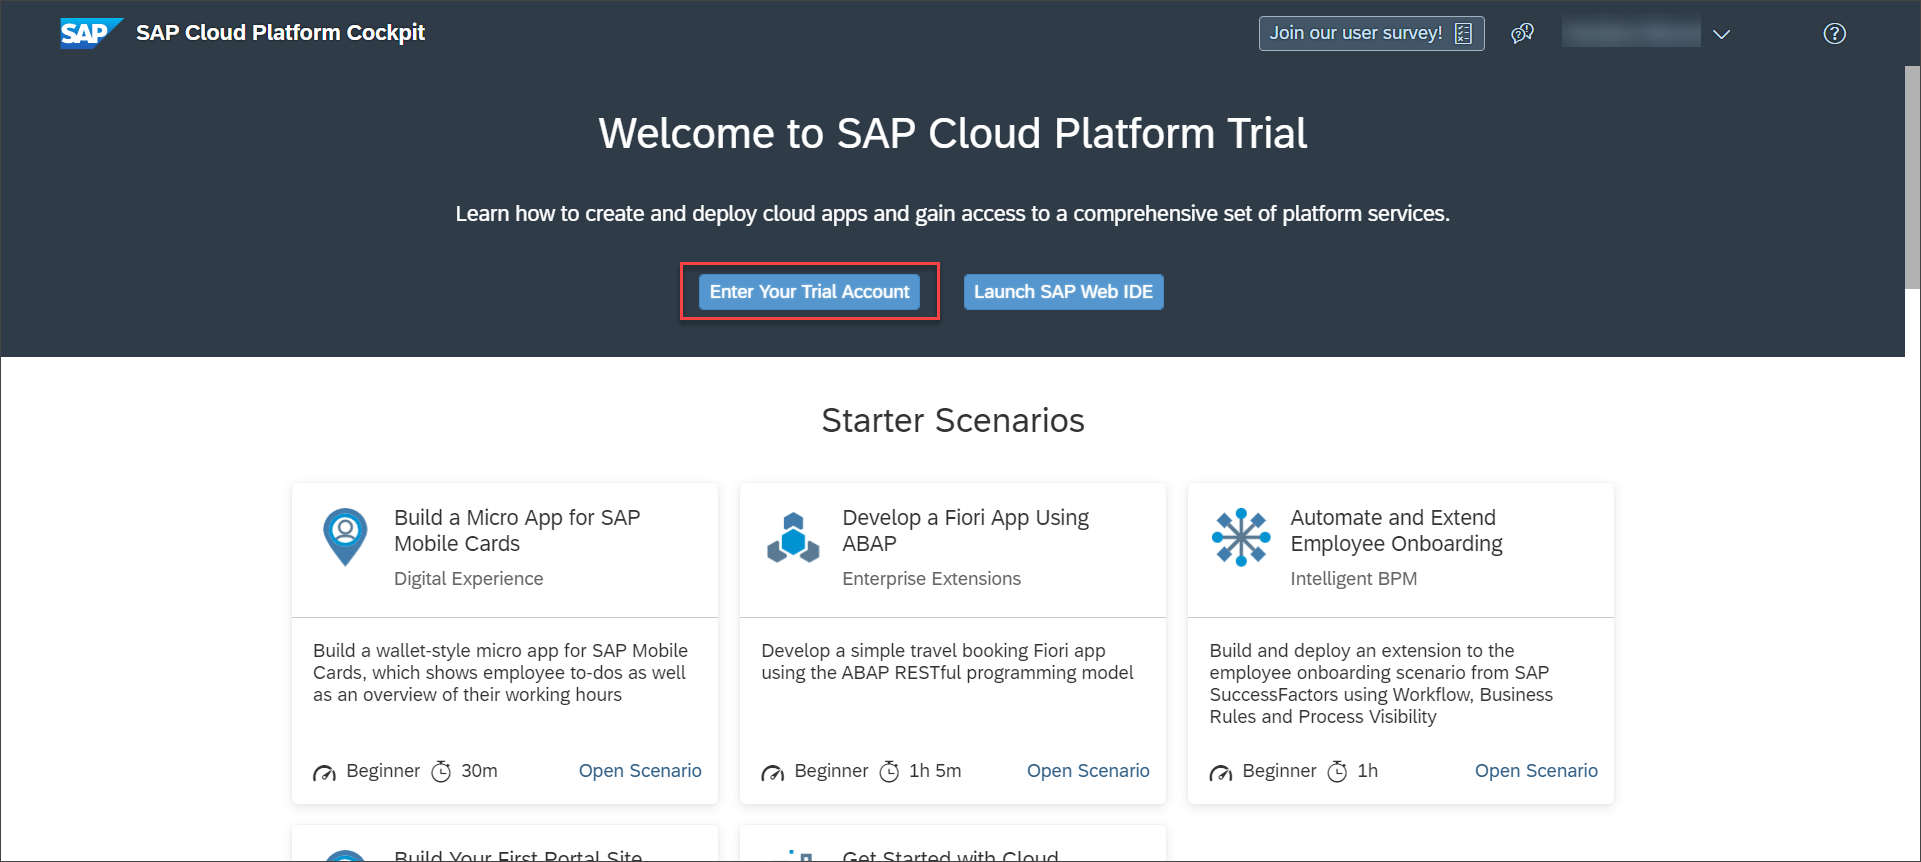 SAP SAP Cloud Platform Cockpit
Join our user survey!
Welcome to SAP Cloud Platform Trial
Learn how to create and deploy cloud apps and gain access to a comprehensive set of platform services.
Enter Your Trial Account
Launch SAP Web IDE
Starter Scenarios
Build a Micro App for SAP
Mobile Cards
Digital Experience
Build a wallet-style micro app for SAP Mobile
Cards, which shows employee to-dos as well
as an overview of their working hours
Beginner 30m Open Scenario
Develop a Fiori App Using
ABAP
Enterprise Extensions
Develop a simple travel booking Fiori app
using the ABAP RESTful programming model
Beginner 1h 5m Open Scenario
Automate and Extend
Employee Onboarding
Intelligent BPM
Build and deploy an extension to the
employee onboarding scenario from SAP
SuccessFactors using Workflow, Business
Rules and Process Visibility
Beginner 1h Open Scenario
Build Your First Portal Site
Get Started with Cloud